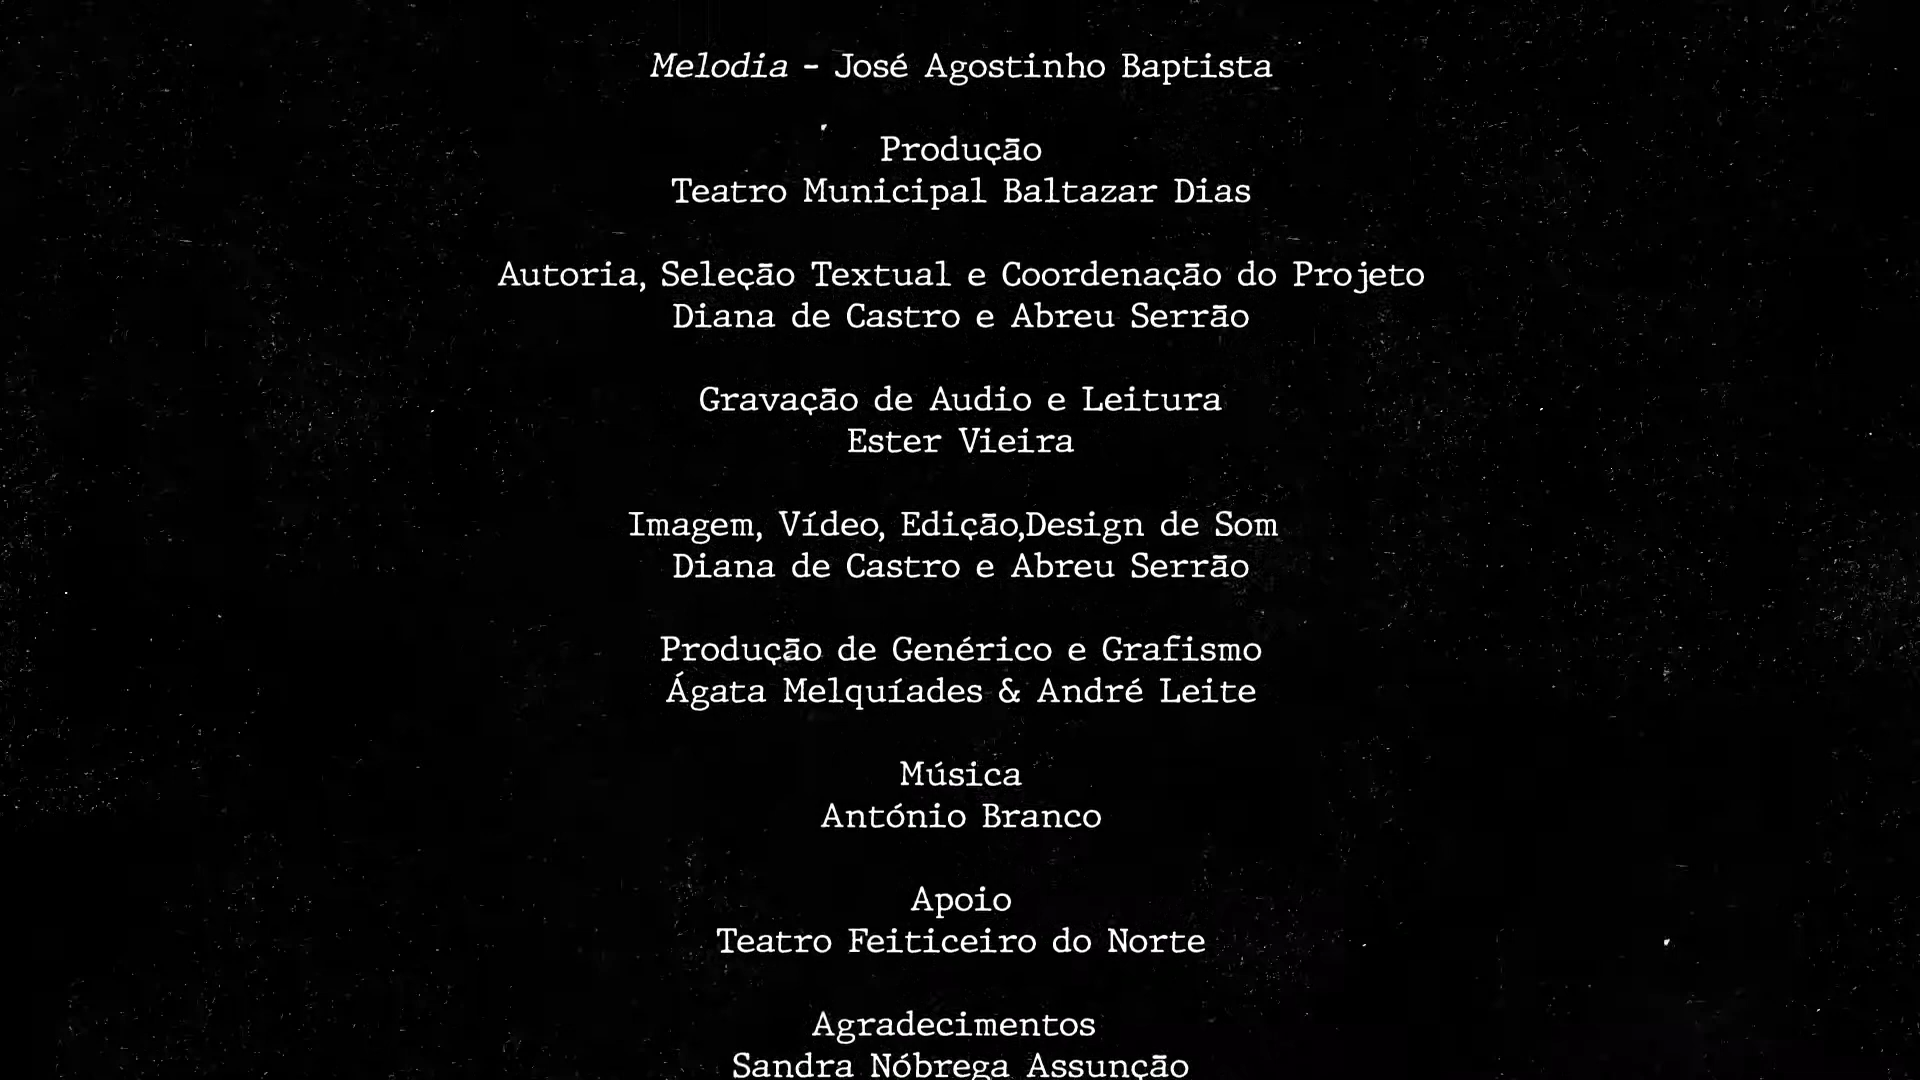 Melodia - José Agostinho Baptista
Produção
Teatro Municipal Baltazar Dias
Autoria, Seleção Textual e Coordenação do Projeto
Diana de Castro e Abreu Serrão
Gravação de Audio e Leitura
Ester Vieira
Imagem, Vídeo, Edição,Design de Som
Diana de Castro e Abreu Serrão
Produção de Genérico e Grafismo
Ágata Melquíades & André Leite
Música
António Branco
Apoio
Teatro Feiticeiro do Norte
Agradecimentos
Sandra Nóbrega Assunção